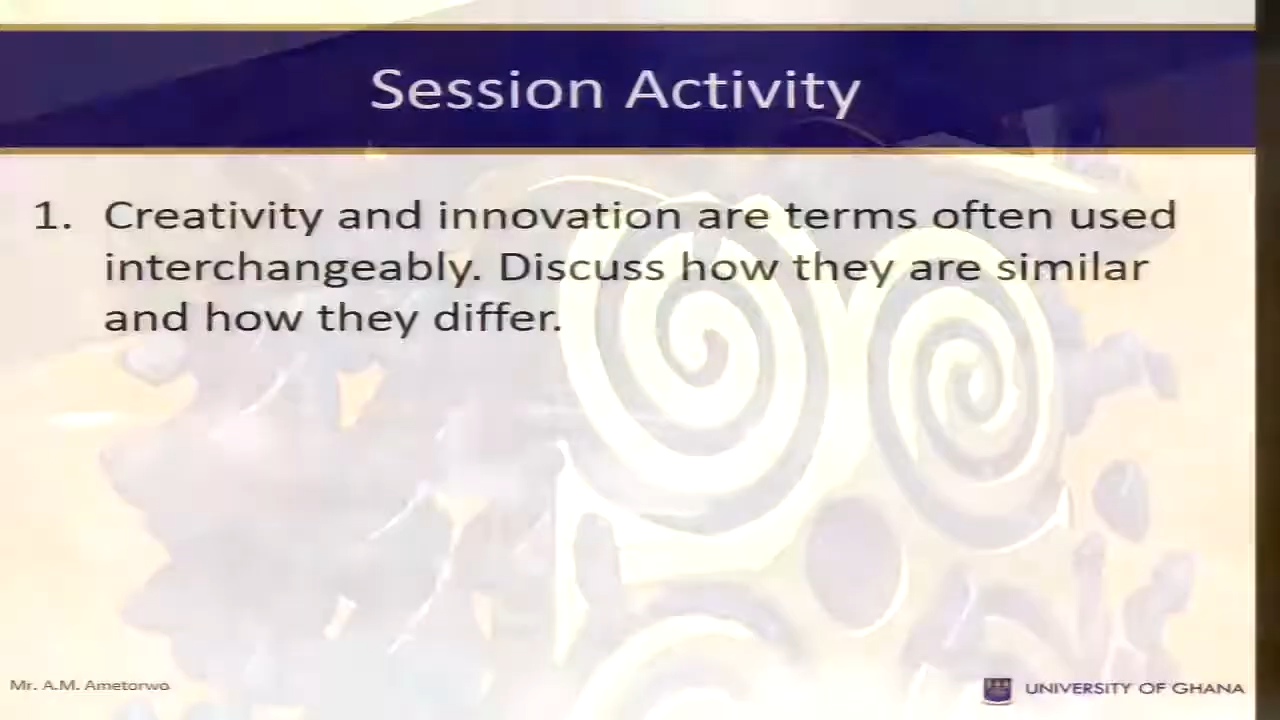 Session Activity
1. Creativity and innovation are terms often used
interchangeably. Discuss how they are similar
and how they differ.
Mr. A.M. Ametorwo
UNIVERSITY OF GHANA